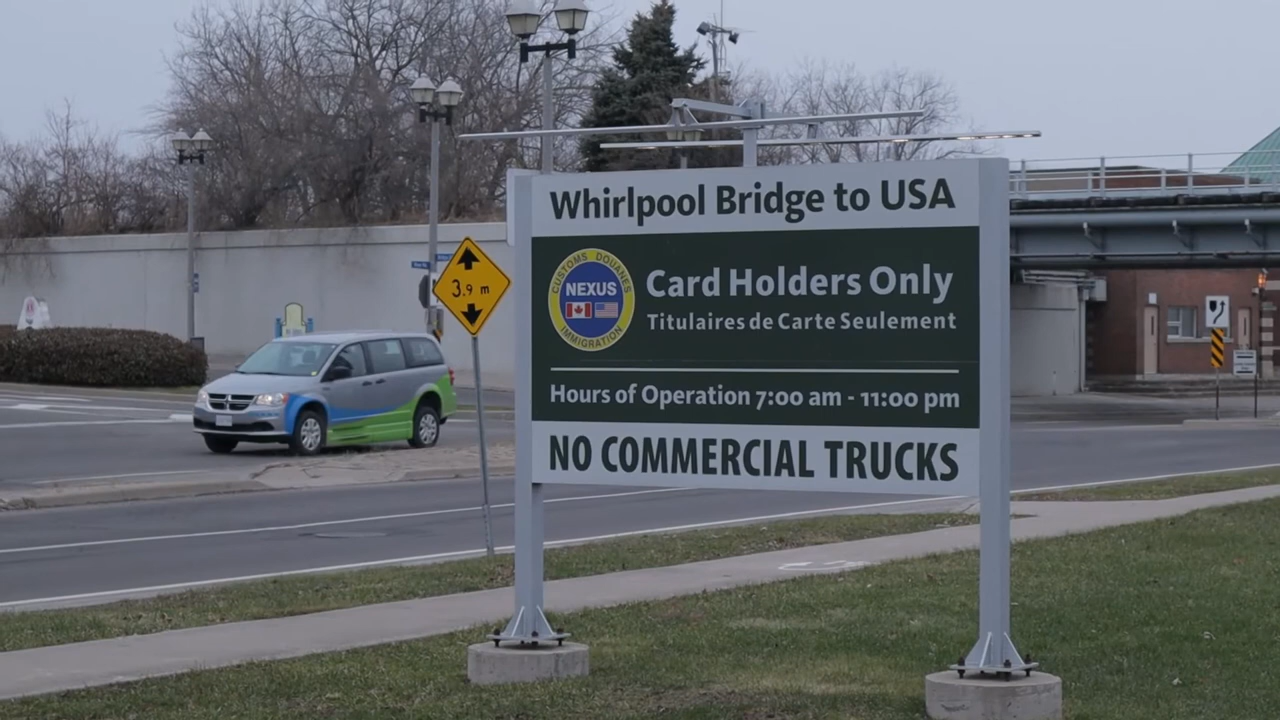 Whirlpool Bridge to USA
CUSTOMS DOUANES
NEXUS
IMMIGRATION
Card Holders Only
Titulaires de Carte Seulement
Hours of Operation 7:00 am - 11:00 pm
NO COMMERCIAL TRUCKS
3.9 m